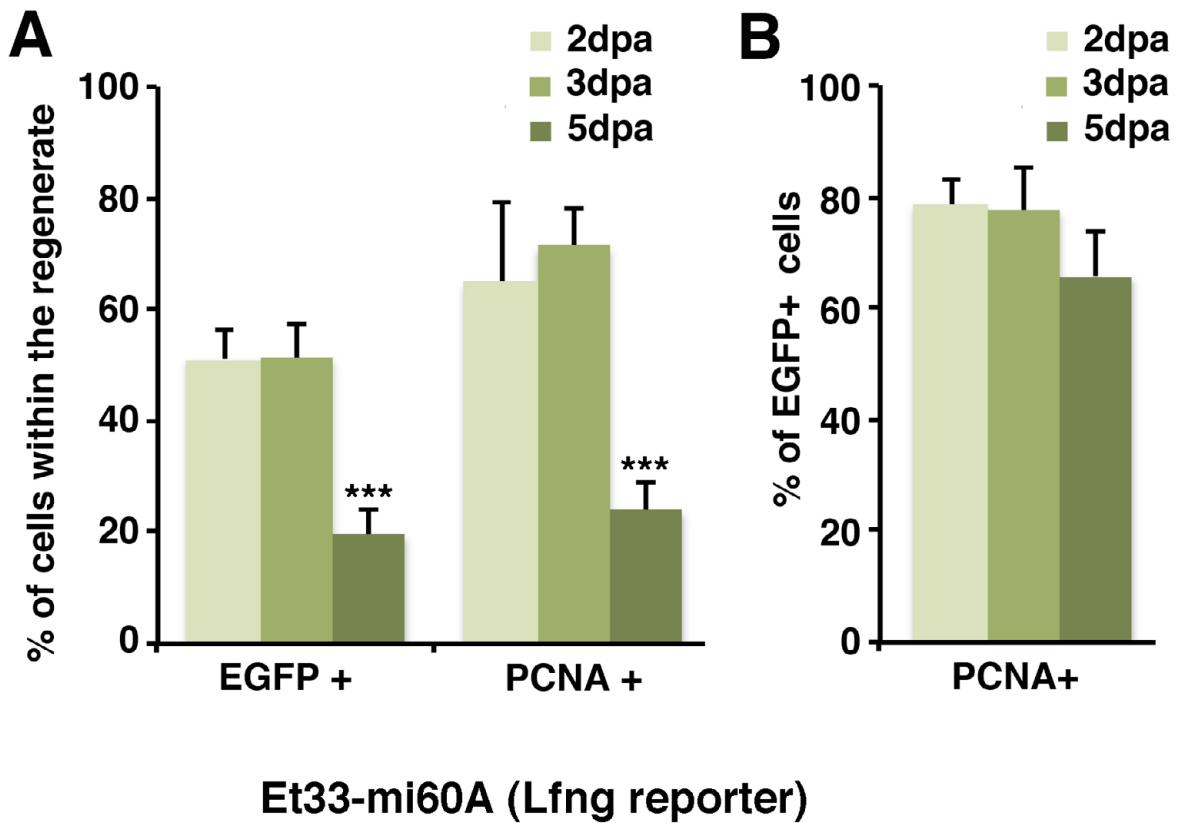 A
2dpa
3dpa
5dpa
% of cells within the regenerate
100
80
60
40
20
0
***
***
EGFP +
PCNA +
B
2dpa
3dpa
5dpa
% of EGFP+ cells
100
80
60
40
20
0
PCNA+
Et33-mi60A (Lfng reporter)